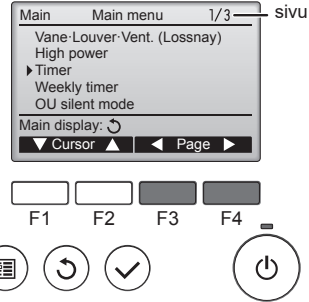 Main Main menu 1/3 sivu
Vane·Louver·Vent. (Lossnay)
High power
Timer
Weekly timer
OU silent mode
Main display:
Cursor Page
F1 F2 F3 F4